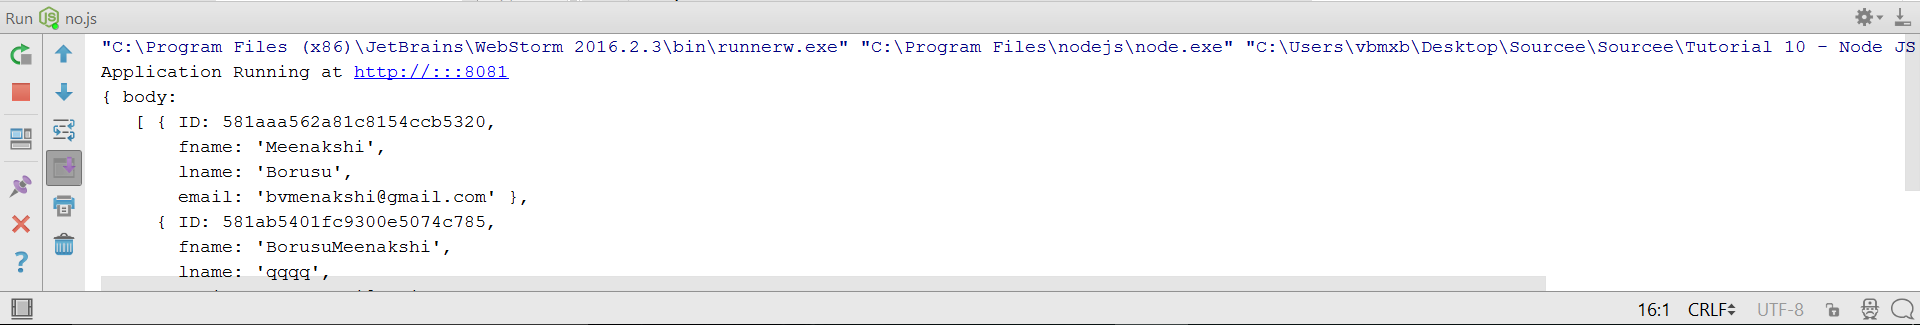 Run no.js
"C:\Program Files (x86)\JetBrains\WebStorm 2016.2.3\bin\runnerw.exe" "C:\Program Files\nodejs\node.exe" "C:\Users\vbmxb\Desktop\Sourcee\Sourcee\Tutorial 10 - Node JS
Application Running at http://:::8081
{ body:
[ { ID: 581aaa562a81c8154ccb5320,
fname: 'Meenakshi',
lname: 'Borusu',
email: 'bvmenakshi@gmail.com' },
{ ID: 581ab5401fc9300e5074c785,
fname: 'BorusuMeenakshi',
lname: 'qqqq',
16:1 CRLF UTF-8